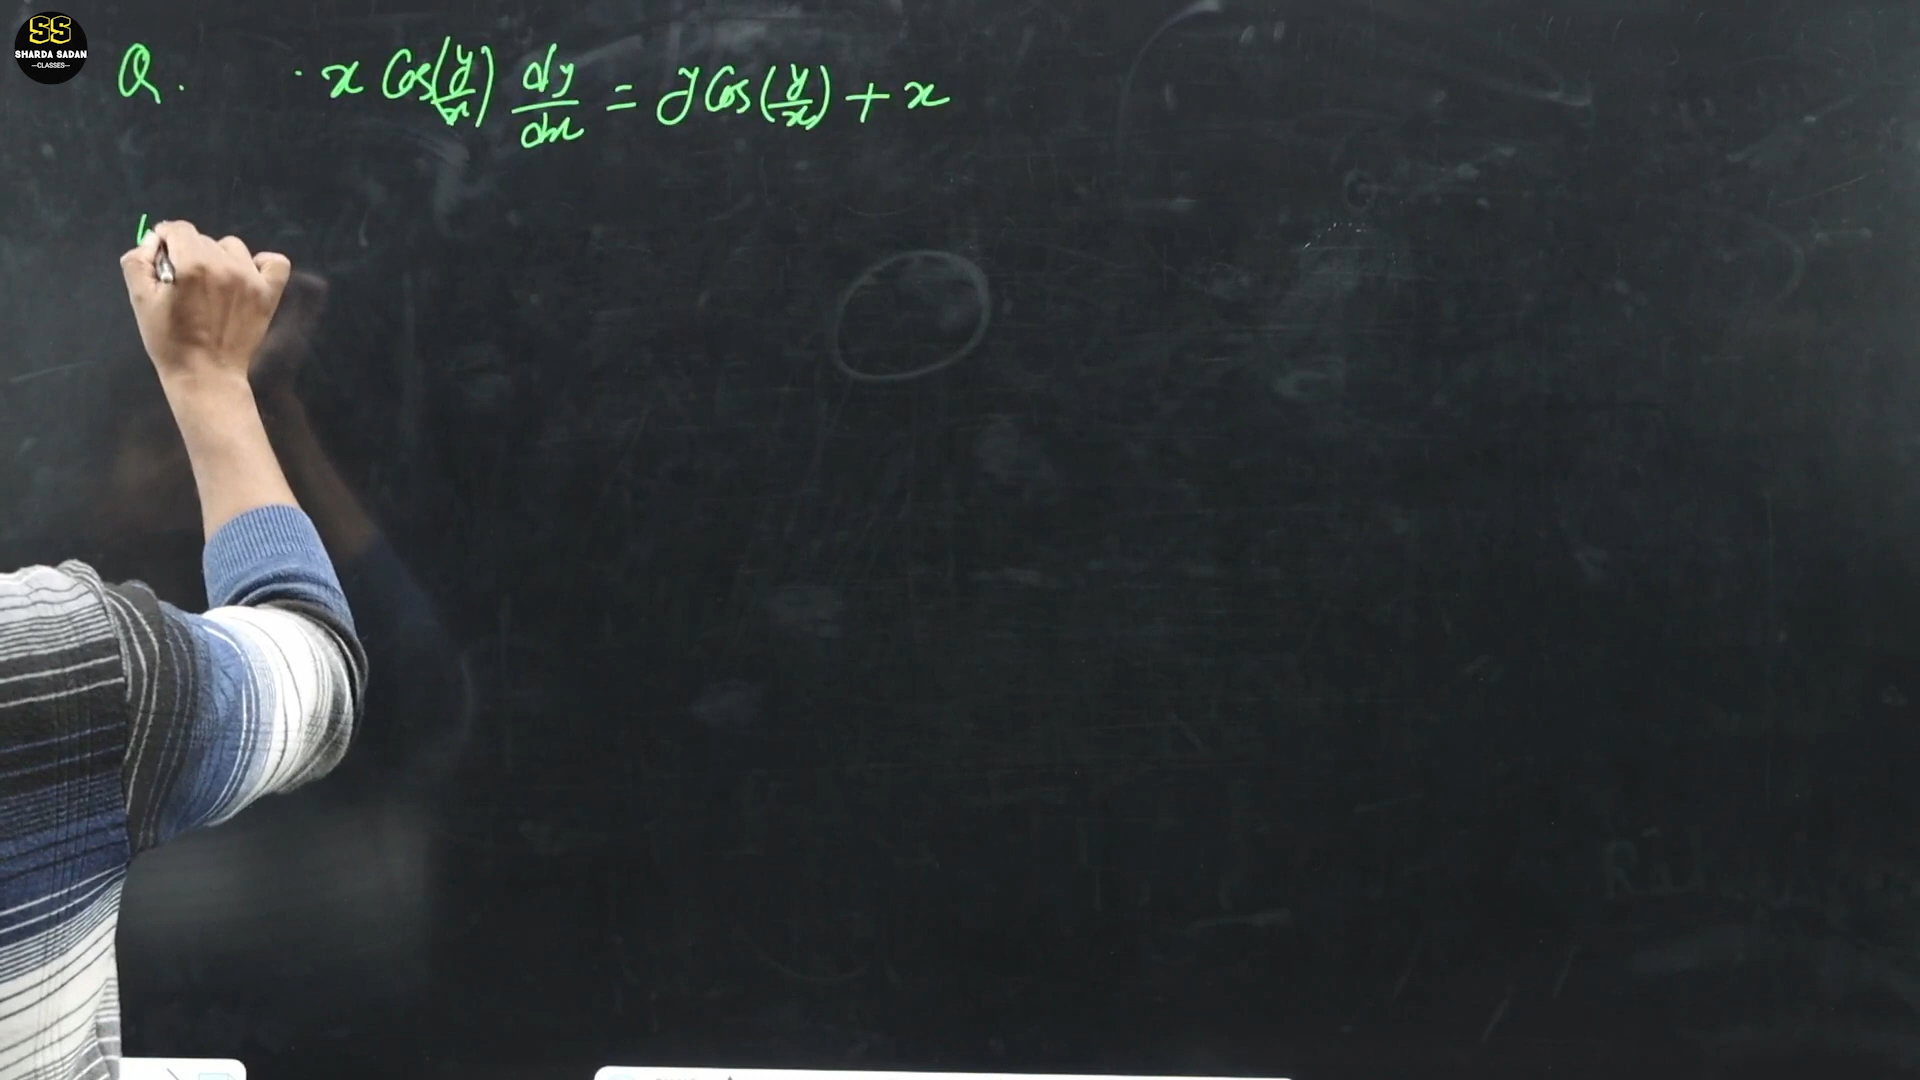 SS
SHARDA SADAN
—CLASSES—
Q. x Cos(y/x) dy/dx = y Cos(y/x) + x